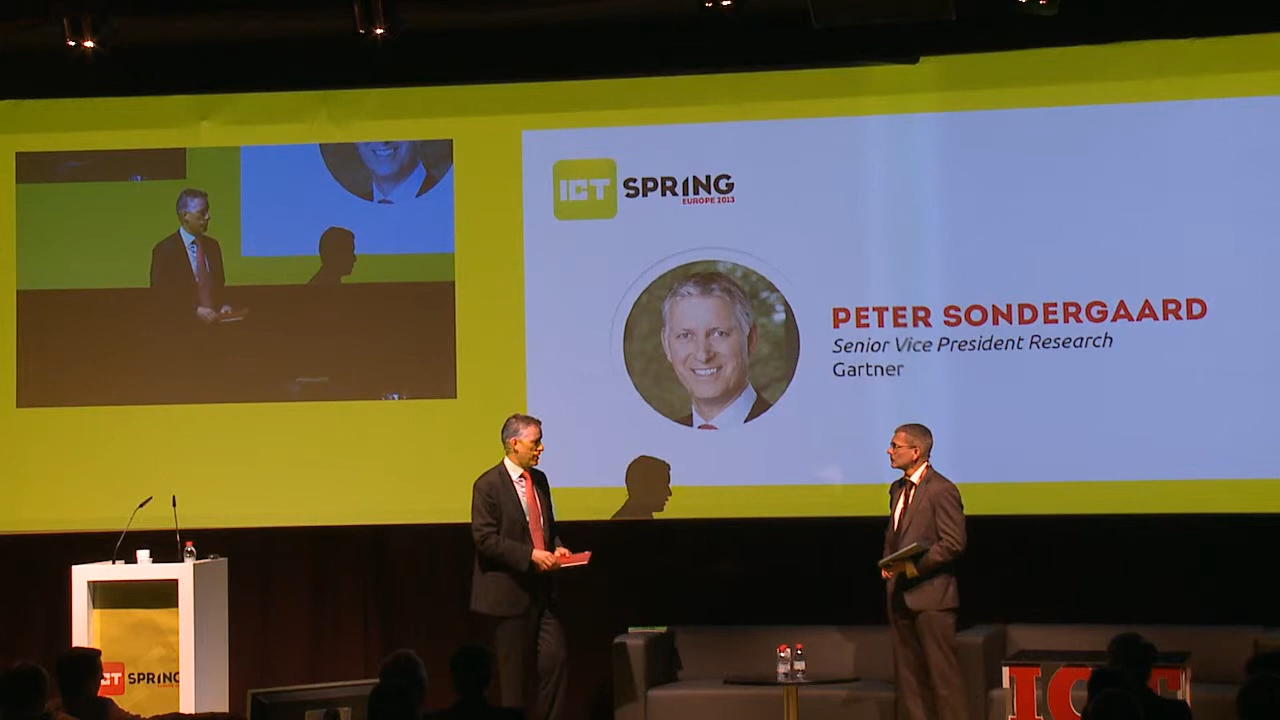 ICT SPRING
EUROPE 2013
PETER SONDERGAARD
Senior Vice President Research
Gartner
ICT SPRING
ICT